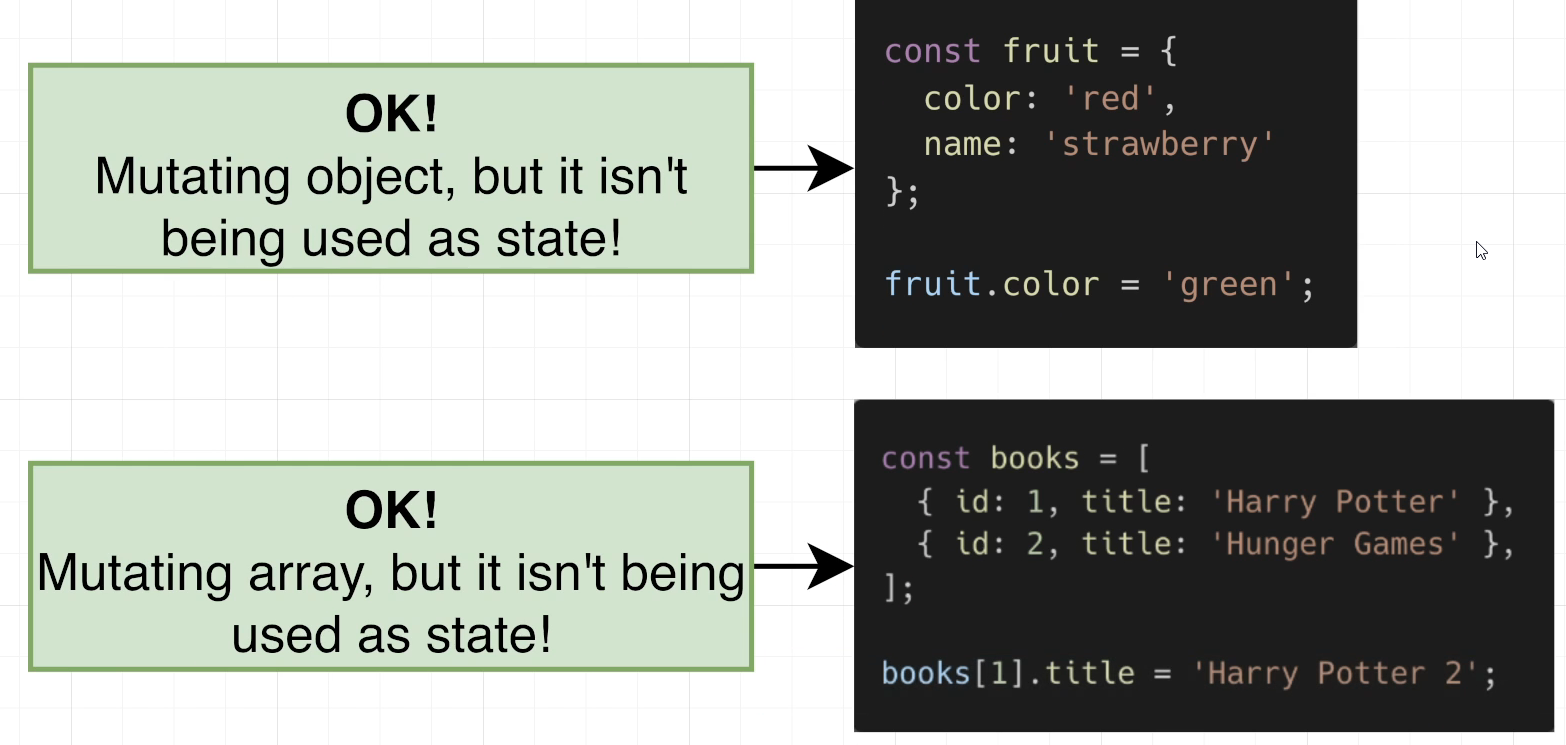 OK!
Mutating object, but it isn't
being used as state!
const fruit = {
  color: 'red',
  name: 'strawberry'
};
fruit.color = 'green';
OK!
Mutating array, but it isn't being
used as state!
const books = [
  { id: 1, title: 'Harry Potter' },
  { id: 2, title: 'Hunger Games' },
];
books[1].title = 'Harry Potter 2';